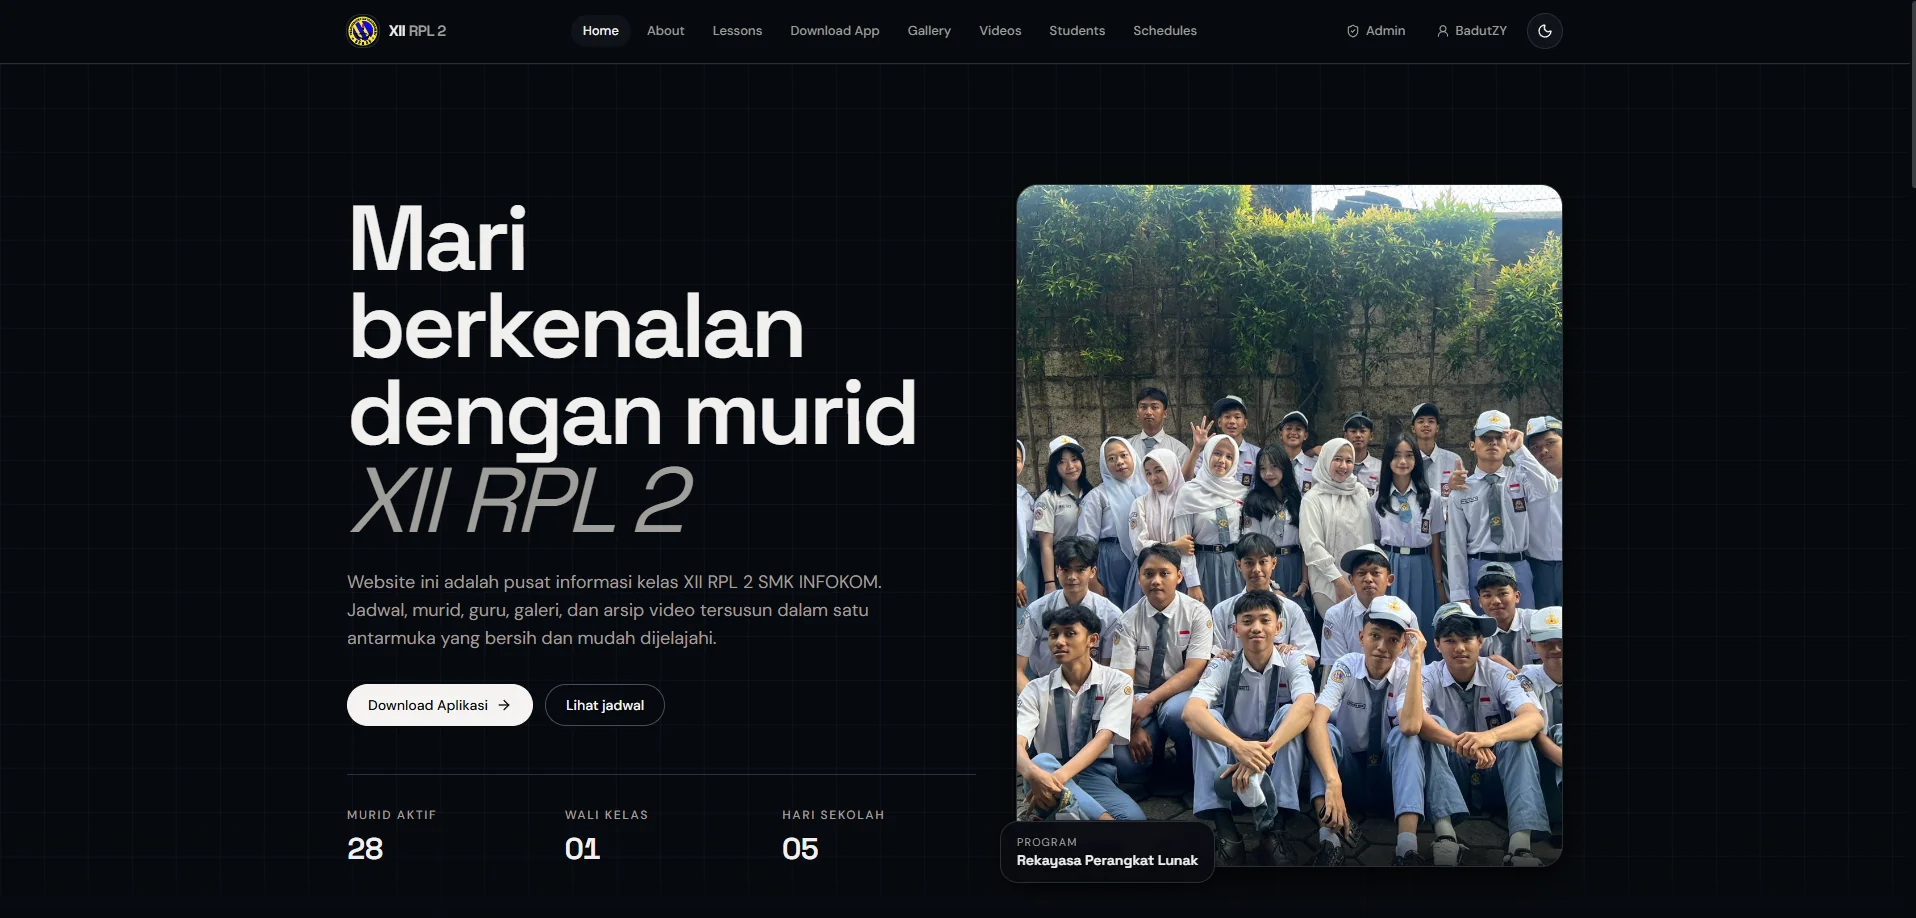 XII RPL 2
Home
About
Lessons
Download App
Gallery
Videos
Students
Schedules
Admin
BadutZY
Mari
berkenalan
dengan murid
XII RPL 2
Website ini adalah pusat informasi kelas XII RPL 2 SMK INFOKOM.
Jadwal, murid, guru, galeri, dan arsip video tersusun dalam satu
antarmuka yang bersih dan mudah dijelajahi.
Download Aplikasi
Lihat jadwal
MURID AKTIF
28
WALI KELAS
01
HARI SEKOLAH
05
PROGRAM
Rekayasa Perangkat Lunak